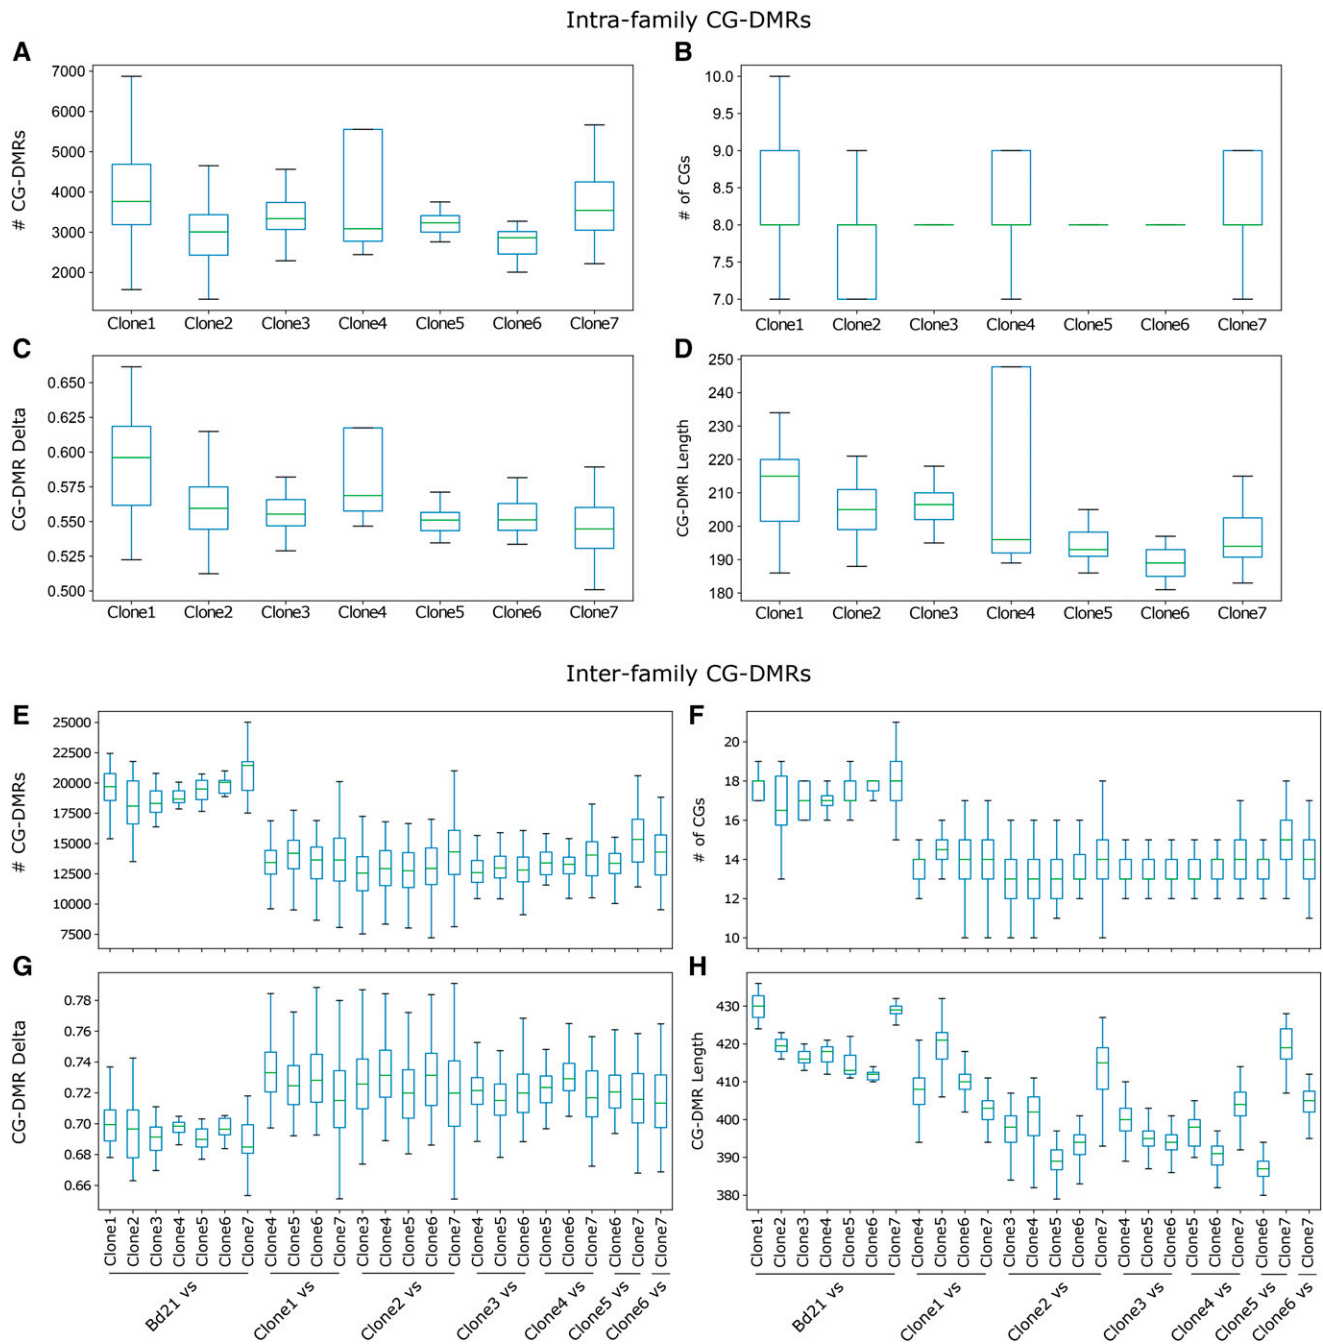 Intra-family CG-DMRs
A
# CG-DMRs
7000
6000
5000
4000
3000
2000
Clone1 Clone2 Clone3 Clone4 Clone5 Clone6 Clone7
B
# of CGs
10.0
9.5
9.0
8.5
8.0
7.5
7.0
Clone1 Clone2 Clone3 Clone4 Clone5 Clone6 Clone7
C
CG-DMR Delta
0.650
0.625
0.600
0.575
0.550
0.525
0.500
Clone1 Clone2 Clone3 Clone4 Clone5 Clone6 Clone7
D
CG-DMR Length
250
240
230
220
210
200
190
180
Clone1 Clone2 Clone3 Clone4 Clone5 Clone6 Clone7
Inter-family CG-DMRs
E
# CG-DMRs
25000
22500
20000
17500
15000
12500
10000
7500
F
# of CGs
20
18
16
14
12
10
G
CG-DMR Delta
0.78
0.76
0.74
0.72
0.70
0.68
0.66
Clone1 Clone2 Clone3 Clone4 Clone5 Clone6 Clone7 Clone4 Clone5 Clone6 Clone7 Clone3 Clone4 Clone5 Clone6 Clone7 Clone4 Clone5 Clone6 Clone5 Clone6 Clone7 Clone6 Clone7 Clone7
Bd21 vs Clone1 vs Clone2 vs Clone3 vs Clone4 vs Clone5 vs Clone6 vs
H
CG-DMR Length
430
420
410
400
390
380
Clone1 Clone2 Clone3 Clone4 Clone5 Clone6 Clone7 Clone4 Clone5 Clone6 Clone7 Clone3 Clone4 Clone5 Clone6 Clone7 Clone4 Clone5 Clone6 Clone5 Clone6 Clone7 Clone6 Clone7 Clone7
Bd21 vs Clone1 vs Clone2 vs Clone3 vs Clone4 vs Clone5 vs Clone6 vs